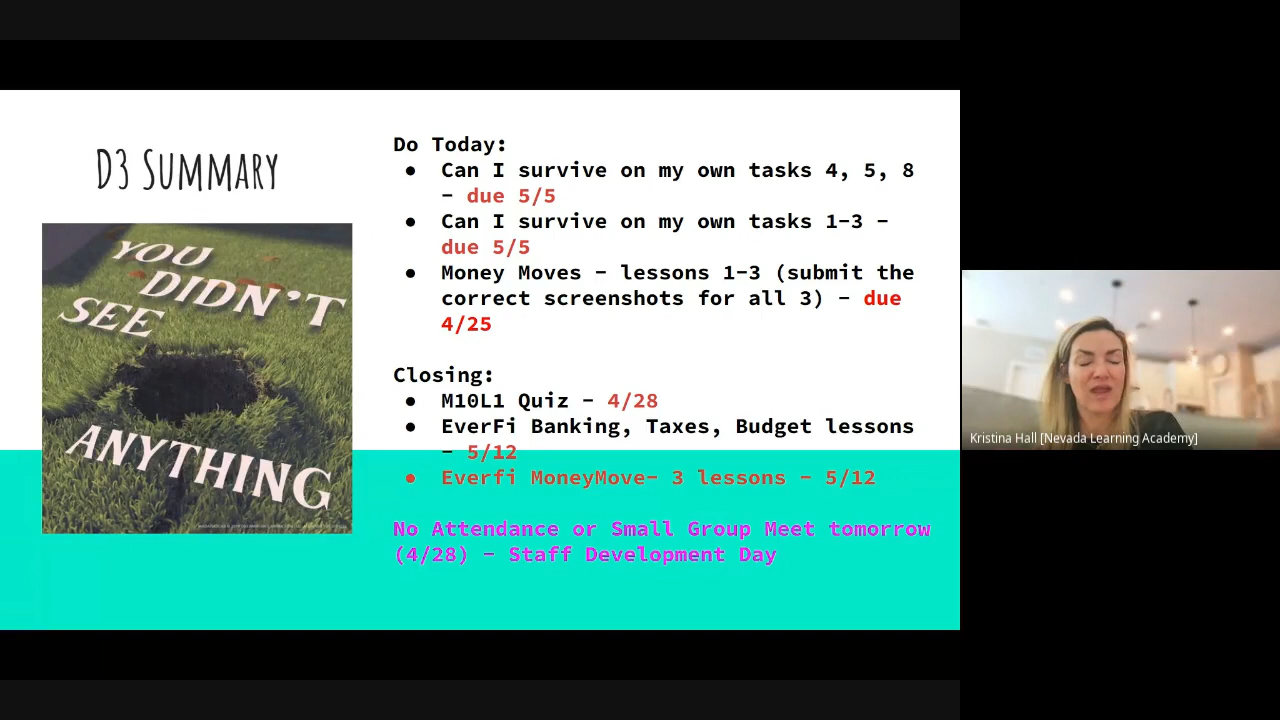 D3 Summary
YOU
DIDN'T
SEE
ANYTHING
Do Today:
● Can I survive on my own tasks 4, 5, 8
– due 5/5
● Can I survive on my own tasks 1–3 –
due 5/5
● Money Moves – lessons 1–3 (submit the
correct screenshots for all 3) – due
4/25
Closing:
● M10L1 Quiz – 4/28
● EverFi Banking, Taxes, Budget lessons
– 5/12
● Everfi MoneyMove– 3 lessons – 5/12
No Attendance or Small Group Meet tomorrow
(4/28) – Staff Development Day
Kristina Hall [Nevada Learning Academy]